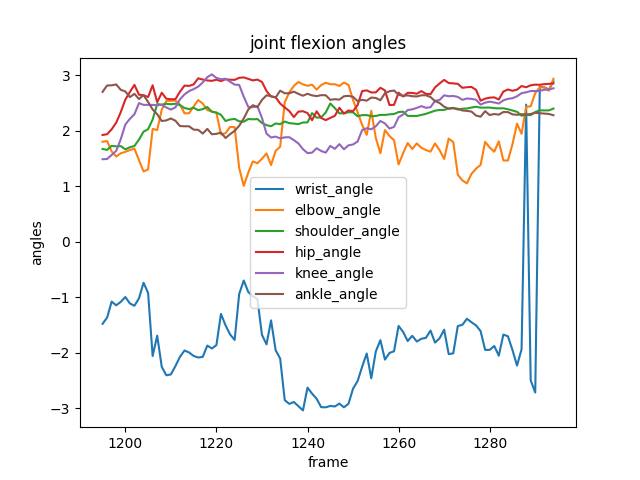 joint flexion angles
3
2
1
0
−1
−2
−3
angles
wrist_angle
elbow_angle
shoulder_angle
hip_angle
knee_angle
ankle_angle
1200 1220 1240 1260 1280
frame